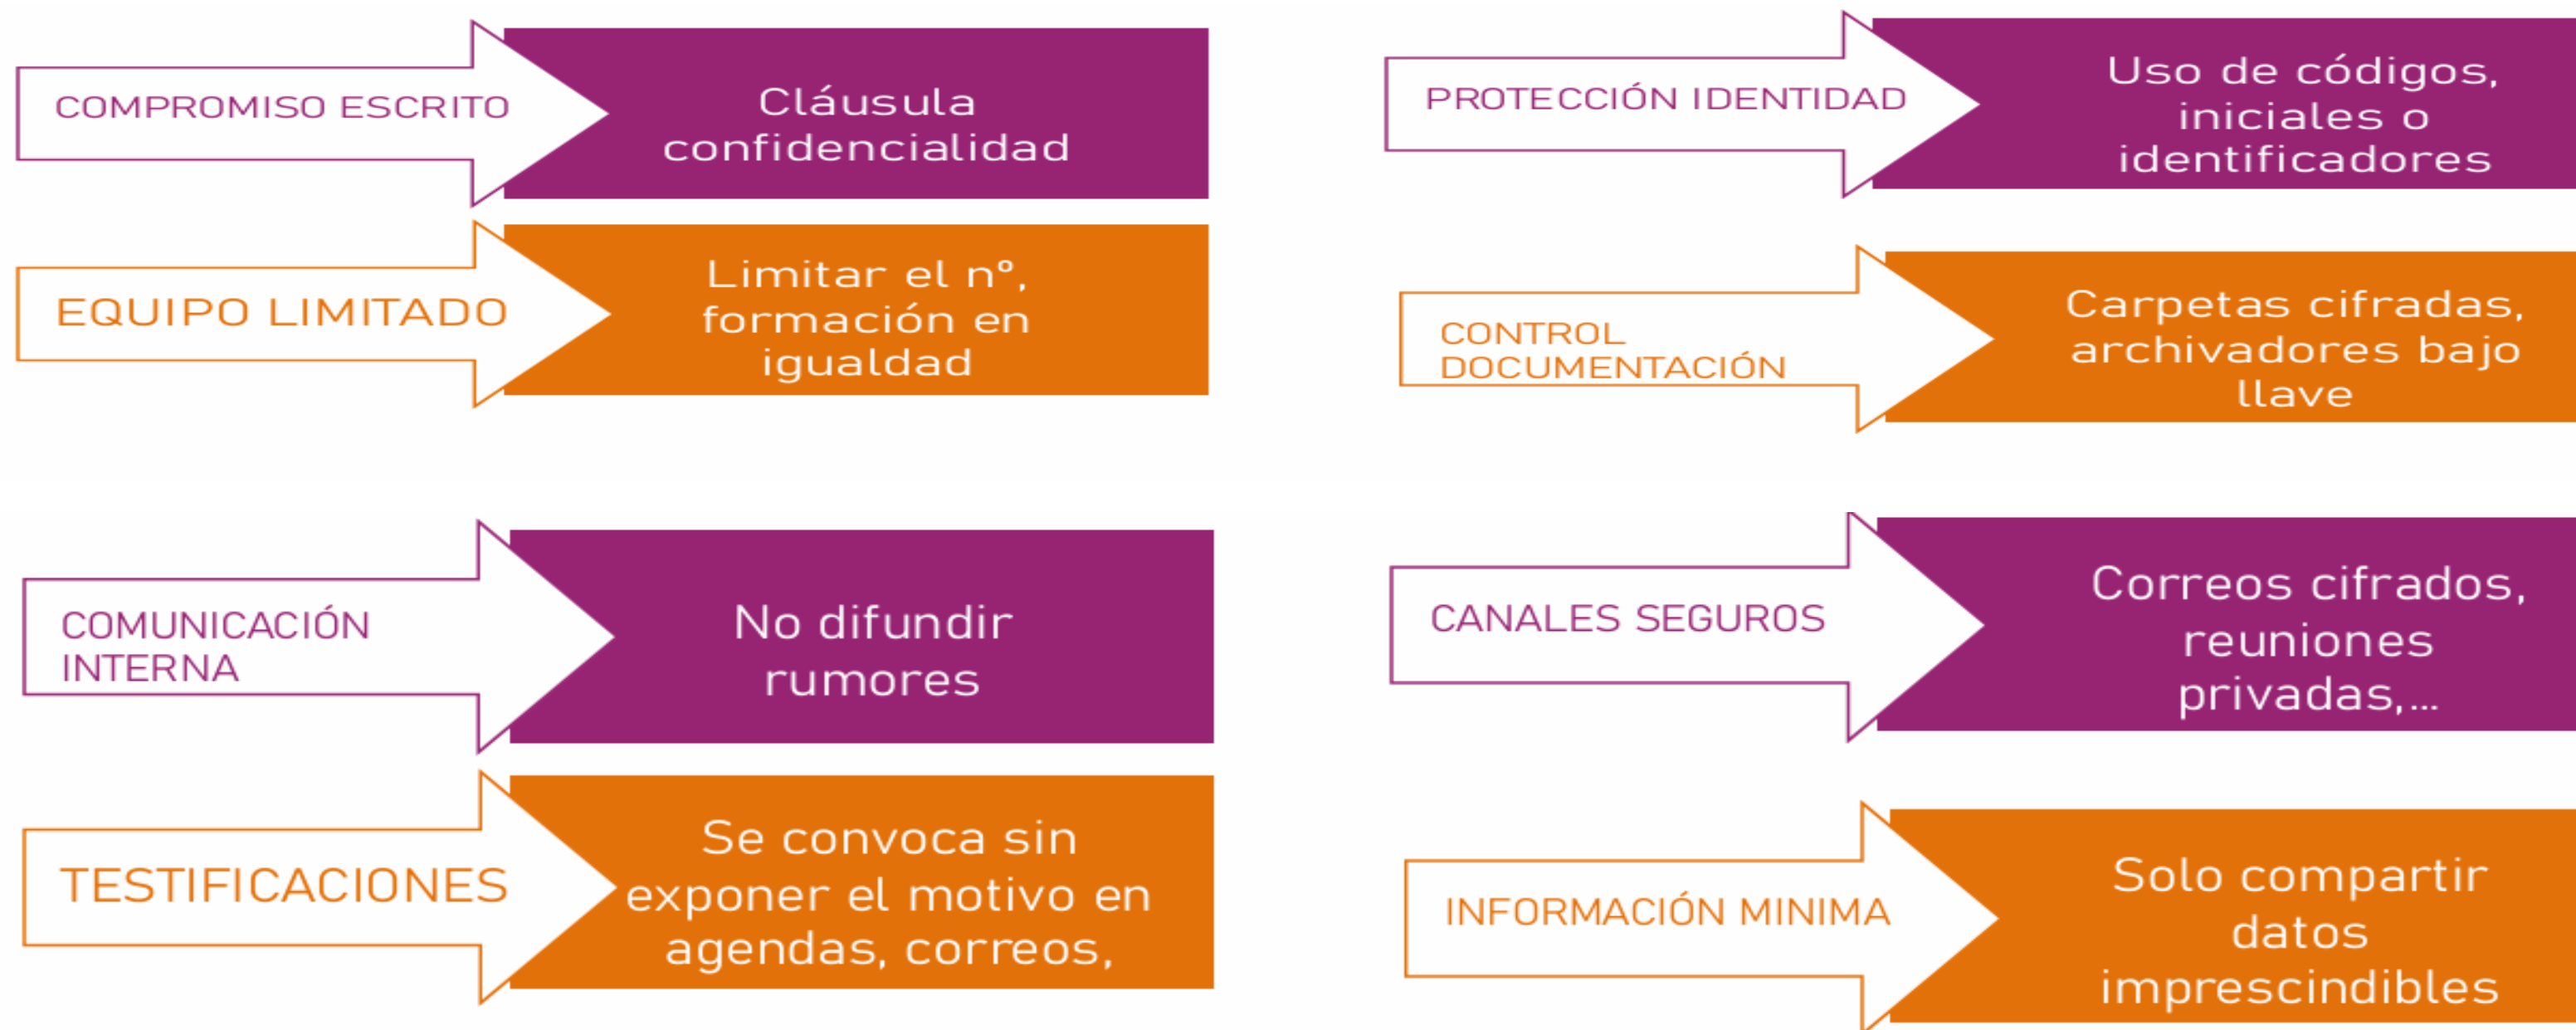 COMPROMISO ESCRITO
Cláusula
confidencialidad
PROTECCIÓN IDENTIDAD
Uso de códigos,
iniciales o
identificadores
EQUIPO LIMITADO
Limitar el nº,
formación en
igualdad
CONTROL
DOCUMENTACIÓN
Carpetas cifradas,
archivadores bajo
llave
COMUNICACIÓN
INTERNA
No difundir
rumores
CANALES SEGUROS
Correos cifrados,
reuniones
privadas,...
TESTIFICACIONES
Se convoca sin
exponer el motivo en
agendas, correos,
INFORMACIÓN MINIMA
Solo compartir
datos
imprescindibles